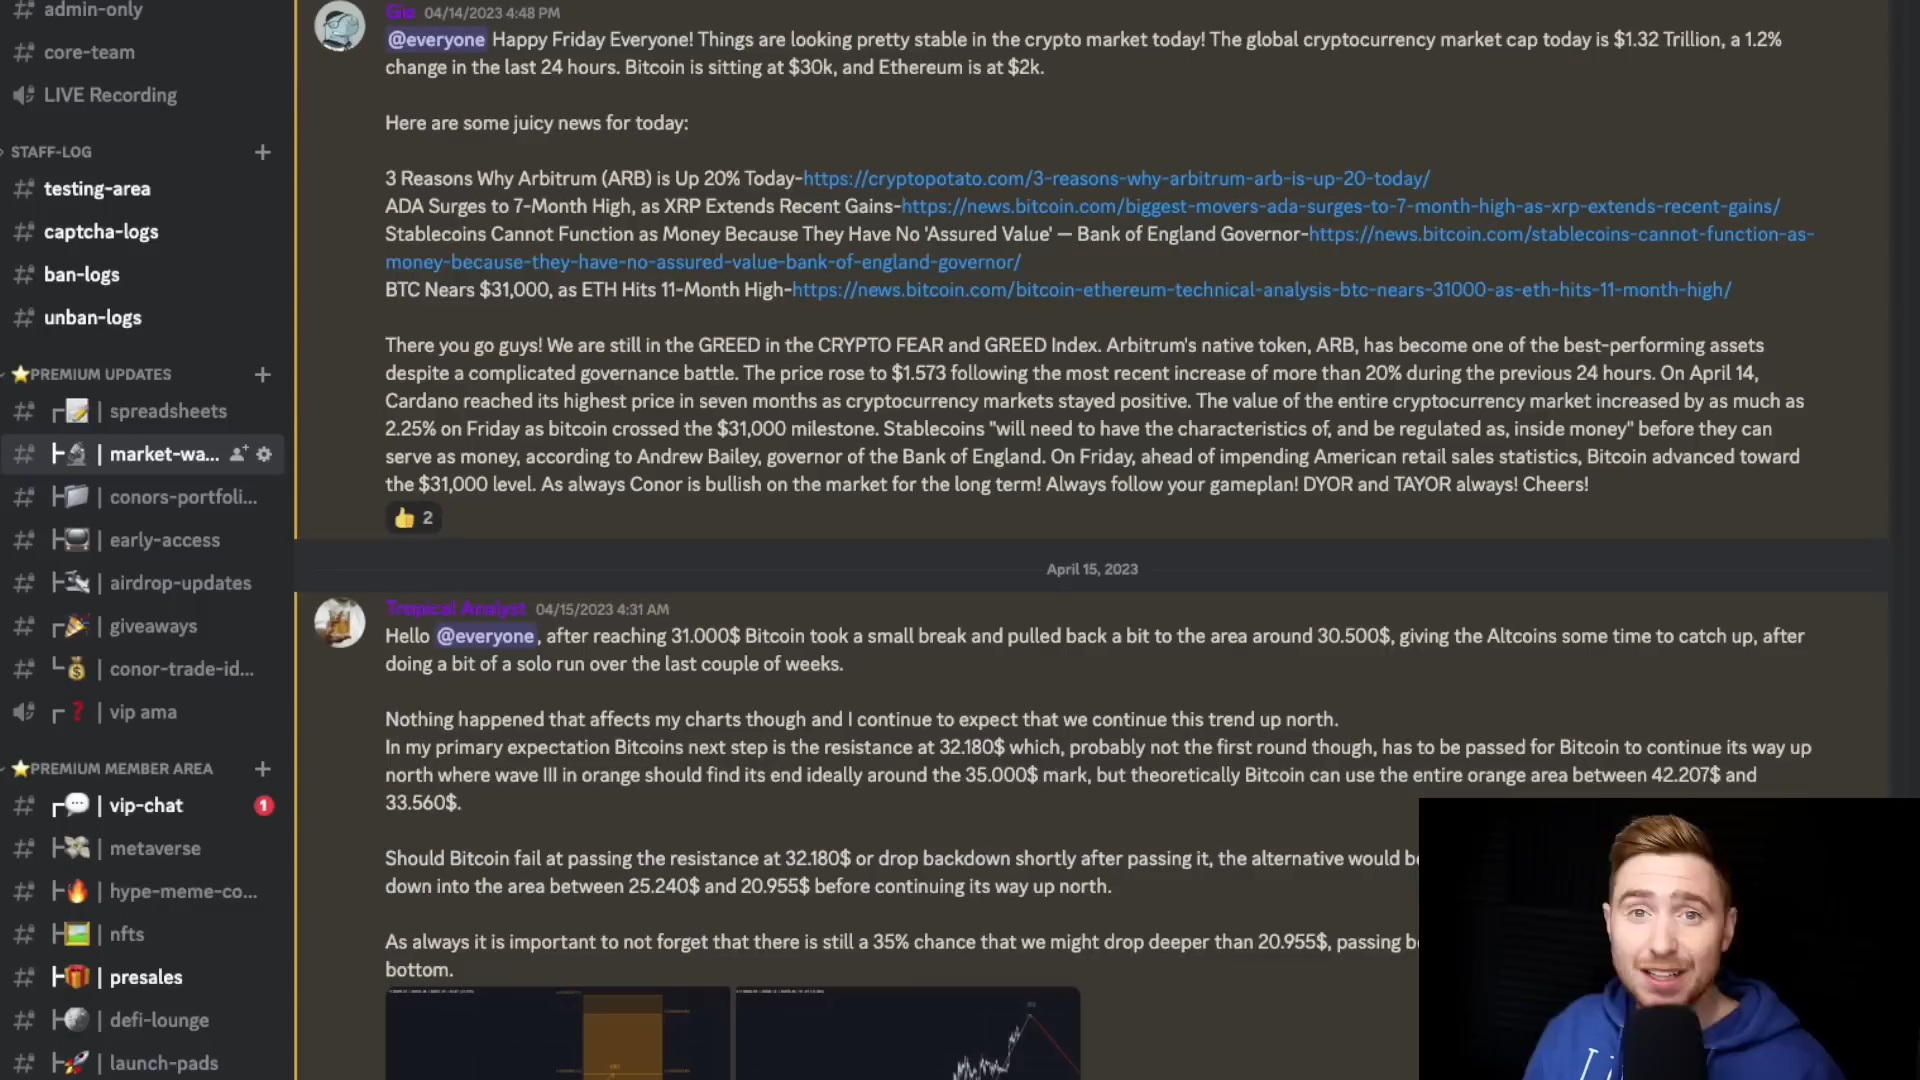 admin-only
core-team
LIVE Recording
STAFF-LOG
testing-area
captcha-logs
ban-logs
unban-logs
PREMIUM UPDATES
| spreadsheets
| market-wa...
| conors-portfoli...
| early-access
| airdrop-updates
| giveaways
| conor-trade-id...
| vip ama
PREMIUM MEMBER AREA
| vip-chat 1
| metaverse
| hype-meme-co...
| nfts
| presales
| defi-lounge
| launch-pads
Gio 04/14/2023 4:48 PM
@everyone Happy Friday Everyone! Things are looking pretty stable in the crypto market today! The global cryptocurrency market cap today is $1.32 Trillion, a 1.2%
change in the last 24 hours. Bitcoin is sitting at $30k, and Ethereum is at $2k.
Here are some juicy news for today:
3 Reasons Why Arbitrum (ARB) is Up 20% Today-https://cryptopotato.com/3-reasons-why-arbitrum-arb-is-up-20-today/
ADA Surges to 7-Month High, as XRP Extends Recent Gains-https://news.bitcoin.com/biggest-movers-ada-surges-to-7-month-high-as-xrp-extends-recent-gains/
Stablecoins Cannot Function as Money Because They Have No 'Assured Value' — Bank of England Governor-https://news.bitcoin.com/stablecoins-cannot-function-as-
money-because-they-have-no-assured-value-bank-of-england-governor/
BTC Nears $31,000, as ETH Hits 11-Month High-https://news.bitcoin.com/bitcoin-ethereum-technical-analysis-btc-nears-31000-as-eth-hits-11-month-high/
There you go guys! We are still in the GREED in the CRYPTO FEAR and GREED Index. Arbitrum's native token, ARB, has become one of the best-performing assets
despite a complicated governance battle. The price rose to $1.573 following the most recent increase of more than 20% during the previous 24 hours. On April 14,
Cardano reached its highest price in seven months as cryptocurrency markets stayed positive. The value of the entire cryptocurrency market increased by as much as
2.25% on Friday as bitcoin crossed the $31,000 milestone. Stablecoins "will need to have the characteristics of, and be regulated as, inside money" before they can
serve as money, according to Andrew Bailey, governor of the Bank of England. On Friday, ahead of impending American retail sales statistics, Bitcoin advanced toward
the $31,000 level. As always Conor is bullish on the market for the long term! Always follow your gameplan! DYOR and TAYOR always! Cheers!
2
April 15, 2023
Tropical Analyst 04/15/2023 4:31 AM
Hello @everyone, after reaching 31.000$ Bitcoin took a small break and pulled back a bit to the area around 30.500$, giving the Altcoins some time to catch up, after
doing a bit of a solo run over the last couple of weeks.
Nothing happened that affects my charts though and I continue to expect that we continue this trend up north.
In my primary expectation Bitcoins next step is the resistance at 32.180$ which, probably not the first round though, has to be passed for Bitcoin to continue its way up
north where wave III in orange should find its end ideally around the 35.000$ mark, but theoretically Bitcoin can use the entire orange area between 42.207$ and
33.560$.
Should Bitcoin fail at passing the resistance at 32.180$ or drop backdown shortly after passing it, the alternative would
down into the area between 25.240$ and 20.955$ before continuing its way up north.
As always it is important to not forget that there is still a 35% chance that we might drop deeper than 20.955$, passing
bottom.